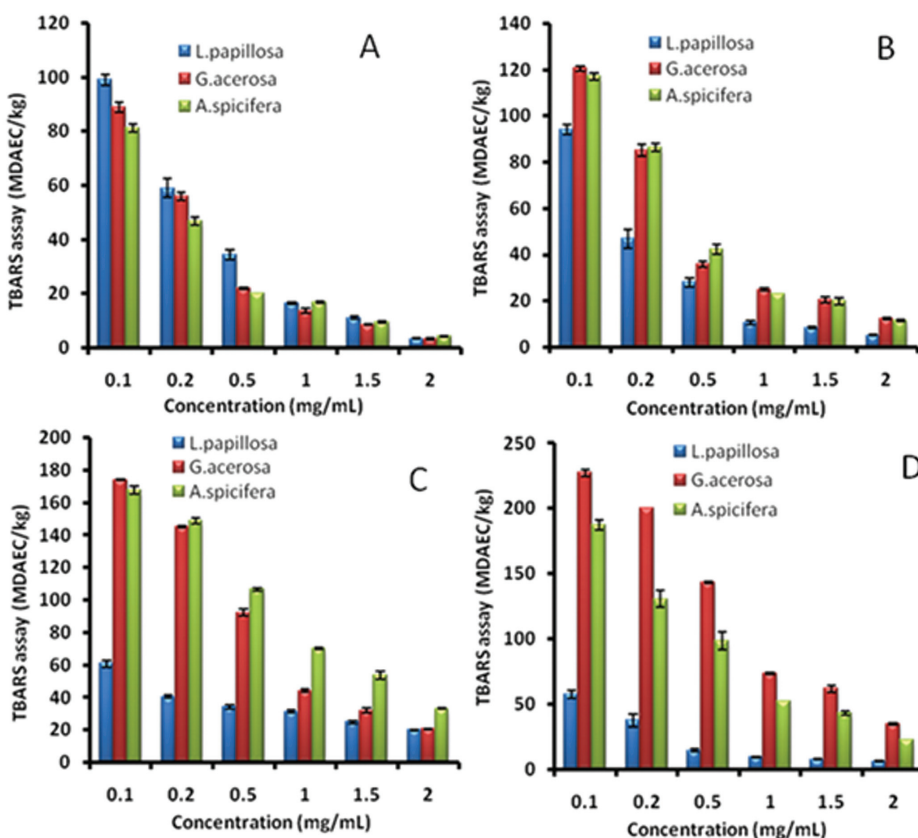 A
TBARS assay (MDAEC/kg)
120
100
80
60
40
20
0
L.papillosa
G.acerosa
A.spicifera
0.1 0.2 0.5 1 1.5 2
Concentration (mg/mL)
B
TBARS assay (MDAEC/kg)
140
120
100
80
60
40
20
0
L.papillosa
G.acerosa
A.spicifera
0.1 0.2 0.5 1 1.5 2
Concentration (mg/mL)
C
TBARS assay (MDAEC/kg)
200
180
160
140
120
100
80
60
40
20
0
L.papillosa
G.acerosa
A.spicifera
0.1 0.2 0.5 1 1.5 2
Concentration (mg/mL)
D
TBARS assay (MDAEC/kg)
250
200
150
100
50
0
L.papillosa
G.acerosa
A.spicifera
0.1 0.2 0.5 1 1.5 2
Concentration (mg/mL)